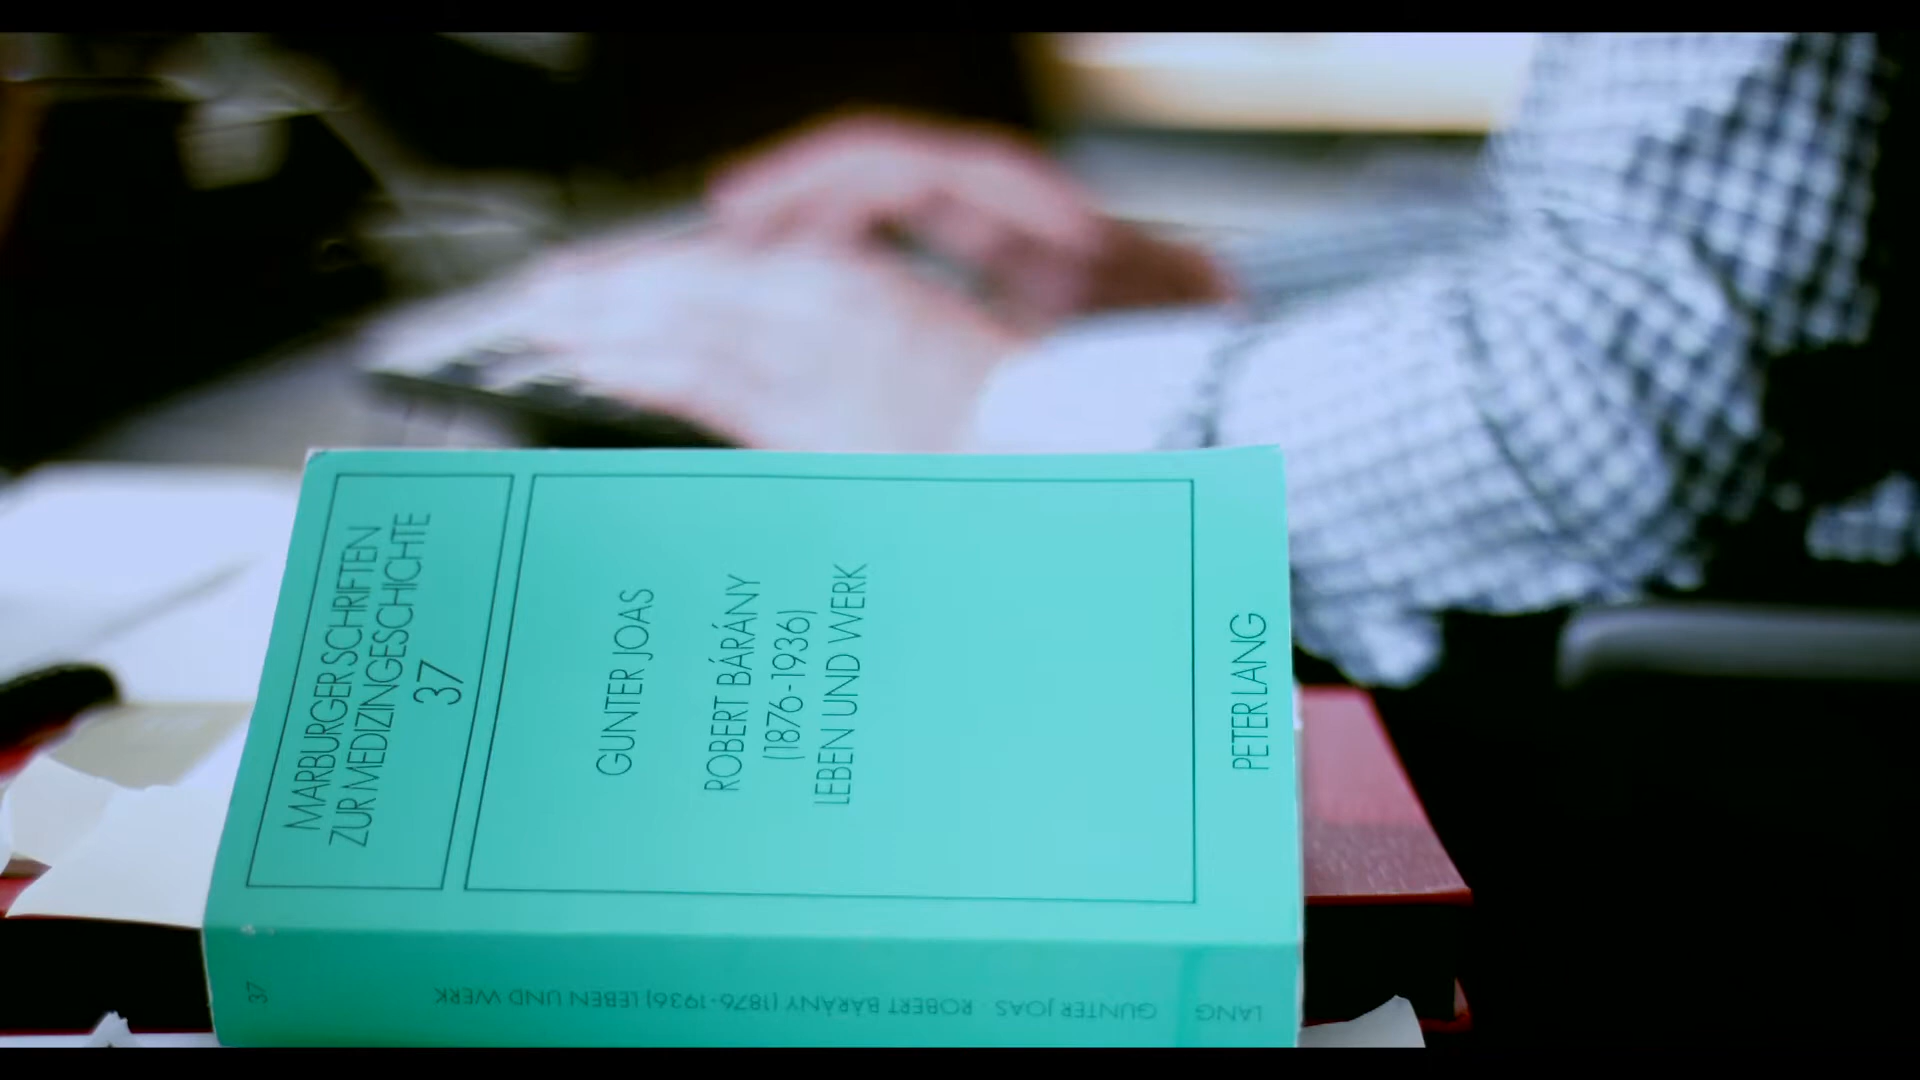 MARBURGER SCHRIFTEN
ZUR MEDIZINGESCHICHTE
37
GUNTER JOAS
ROBERT BÁRÁNY
(1876-1936)
LEBEN UND WERK
PETER LANG
LANG GUNTER JOAS · ROBERT BÁRÁNY (1876-1936) LEBEN UND WERK 37